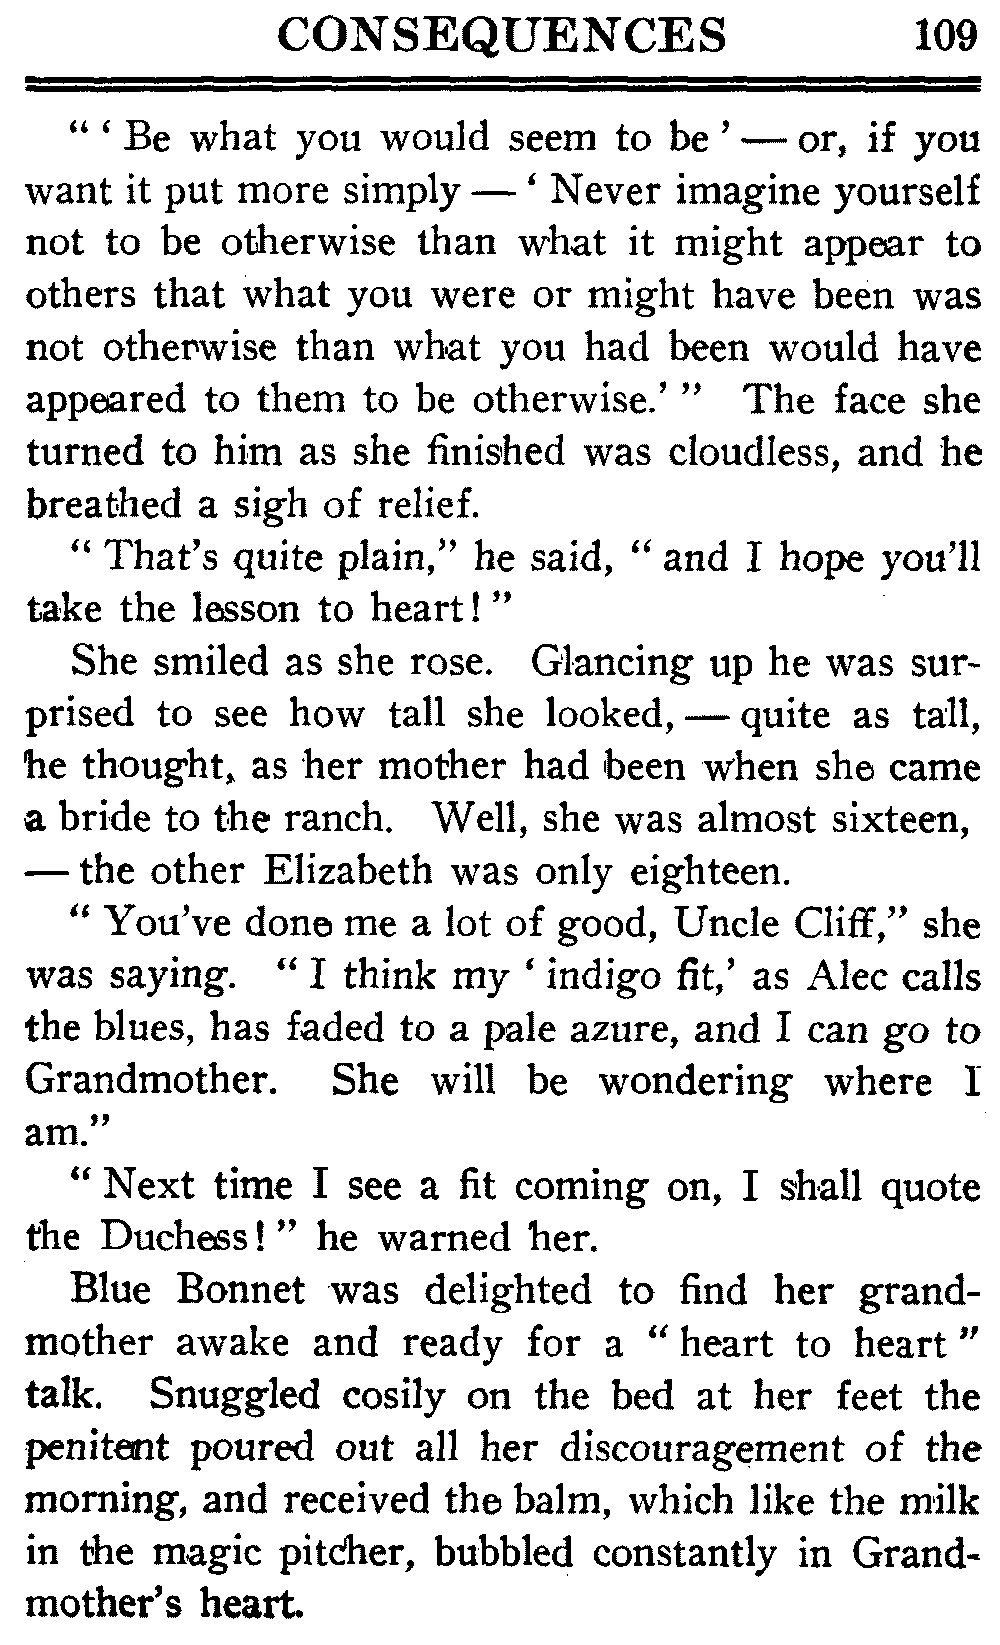 CONSEQUENCES 109
" ' Be what you would seem to be ' — or, if you
want it put more simply — ' Never imagine yourself
not to be otherwise than what it might appear to
others that what you were or might have been was
not otherwise than what you had been would have
appeared to them to be otherwise.' " The face she
turned to him as she finished was cloudless, and he
breathed a sigh of relief.
" That's quite plain," he said, " and I hope you'll
take the lesson to heart! "
She smiled as she rose. Glancing up he was sur-
prised to see how tall she looked, — quite as tall,
he thought, as her mother had been when she came
a bride to the ranch. Well, she was almost sixteen,
— the other Elizabeth was only eighteen.
" You've done me a lot of good, Uncle Cliff," she
was saying. " I think my ' indigo fit,' as Alec calls
the blues, has faded to a pale azure, and I can go to
Grandmother. She will be wondering where I
am."
" Next time I see a fit coming on, I shall quote
the Duchess! " he warned her.
Blue Bonnet was delighted to find her grand-
mother awake and ready for a " heart to heart "
talk. Snuggled cosily on the bed at her feet the
penitent poured out all her discouragement of the
morning, and received the balm, which like the milk
in the magic pitcher, bubbled constantly in Grand-
mother's heart.